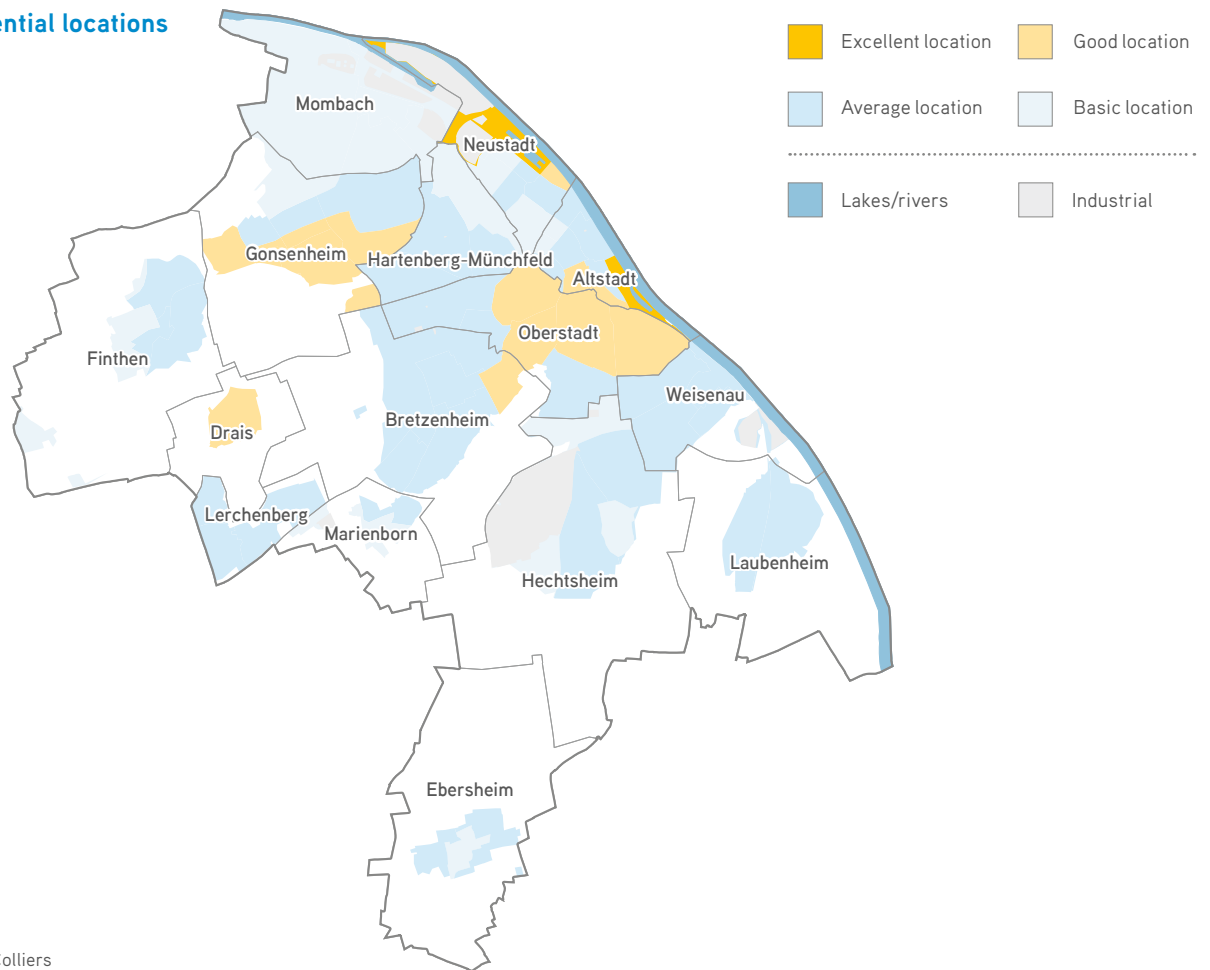 ential locations
Excellent location
Good location
Average location
Basic location
Lakes/rivers
Industrial
Mombach
Neustadt
Gonsenheim
Hartenberg-Münchfeld
Altstadt
Oberstadt
Finthen
Weisenau
Bretzenheim
Drais
Lerchenberg
Marienborn
Laubenheim
Hechtsheim
Ebersheim
Colliers